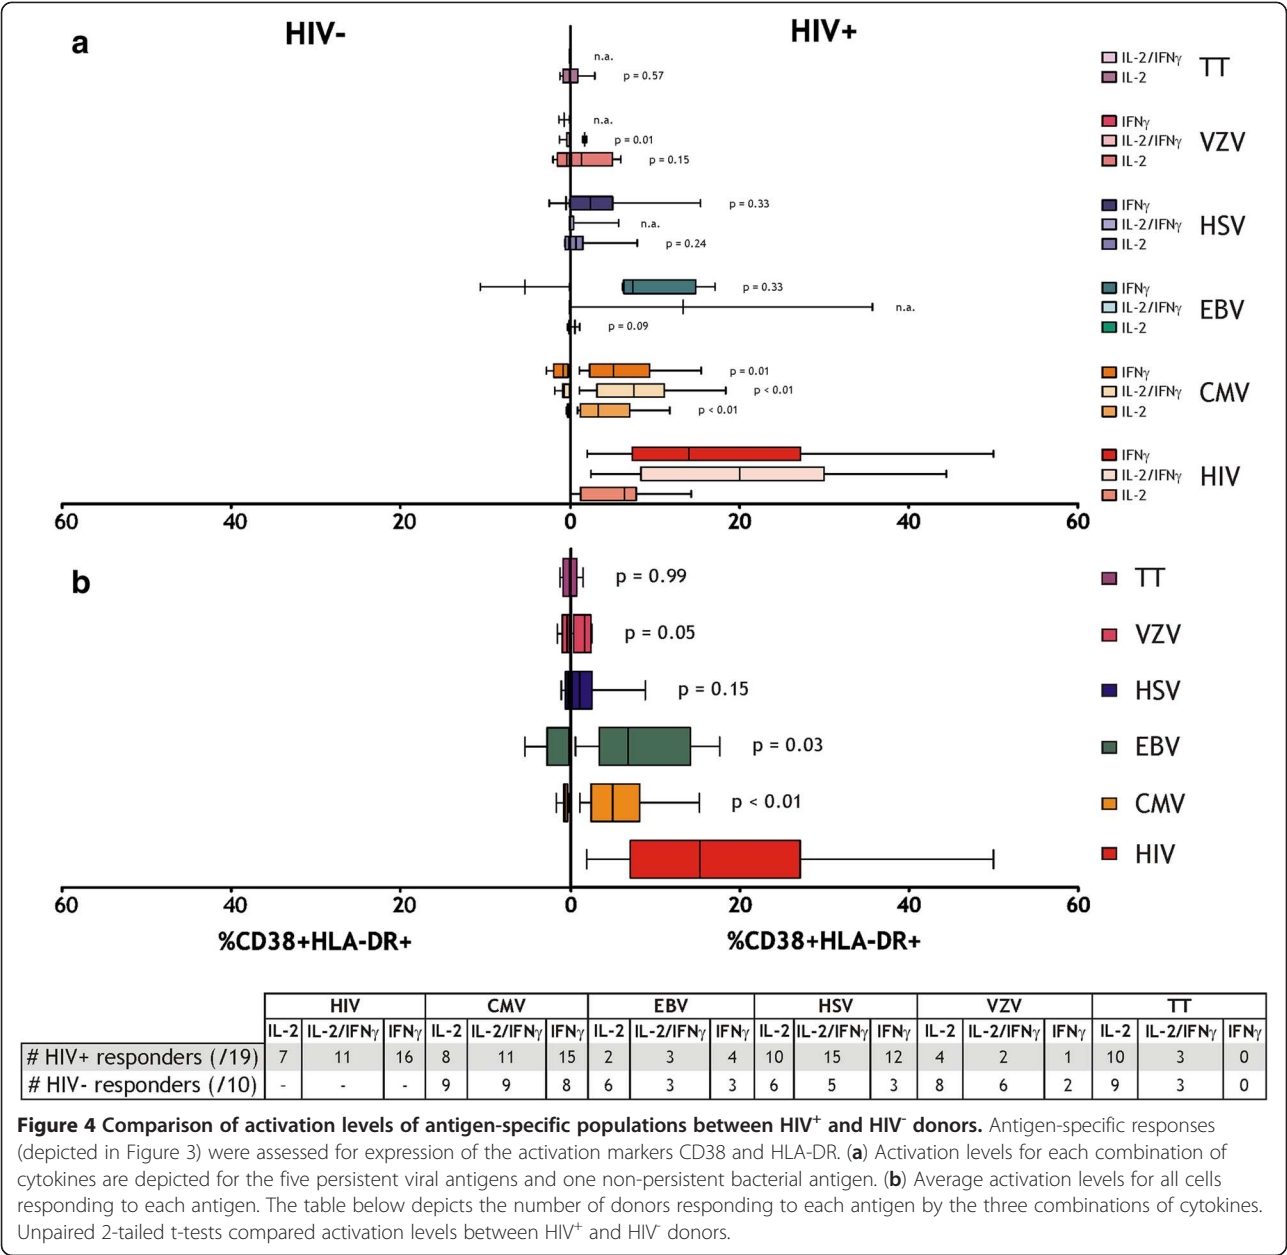 a
HIV-
HIV+
n.a.
p = 0.57
IL-2/IFNγ
IL-2
TT
n.a.
p = 0.01
p = 0.15
IFNγ
IL-2/IFNγ
IL-2
VZV
p = 0.33
n.a.
p = 0.24
IFNγ
IL-2/IFNγ
IL-2
HSV
p = 0.33
n.a.
p = 0.09
IFNγ
IL-2/IFNγ
IL-2
EBV
p = 0.01
p < 0.01
p < 0.01
IFNγ
IL-2/IFNγ
IL-2
CMV
IFNγ
IL-2/IFNγ
IL-2
HIV
60 40 20 0 20 40 60
b
p = 0.99
TT
p = 0.05
VZV
p = 0.15
HSV
p = 0.03
EBV
p < 0.01
CMV
HIV
60 40 20 0 20 40 60
%CD38+HLA-DR+ %CD38+HLA-DR+
HIV CMV EBV HSV VZV TT
IL-2 IL-2/IFNγ IFNγ IL-2 IL-2/IFNγ IFNγ IL-2 IL-2/IFNγ IFNγ IL-2 IL-2/IFNγ IFNγ IL-2 IL-2/IFNγ IFNγ IL-2 IL-2/IFNγ IFNγ
# HIV+ responders (/19) 7 11 16 8 11 15 2 3 4 10 15 12 4 2 1 10 3 0
# HIV- responders (/10) - - - 9 9 8 6 3 3 6 5 3 8 6 2 9 3 0
Figure 4 Comparison of activation levels of antigen-specific populations between HIV⁺ and HIV⁻ donors. Antigen-specific responses
(depicted in Figure 3) were assessed for expression of the activation markers CD38 and HLA-DR. (a) Activation levels for each combination of
cytokines are depicted for the five persistent viral antigens and one non-persistent bacterial antigen. (b) Average activation levels for all cells
responding to each antigen. The table below depicts the number of donors responding to each antigen by the three combinations of cytokines.
Unpaired 2-tailed t-tests compared activation levels between HIV⁺ and HIV⁻ donors.